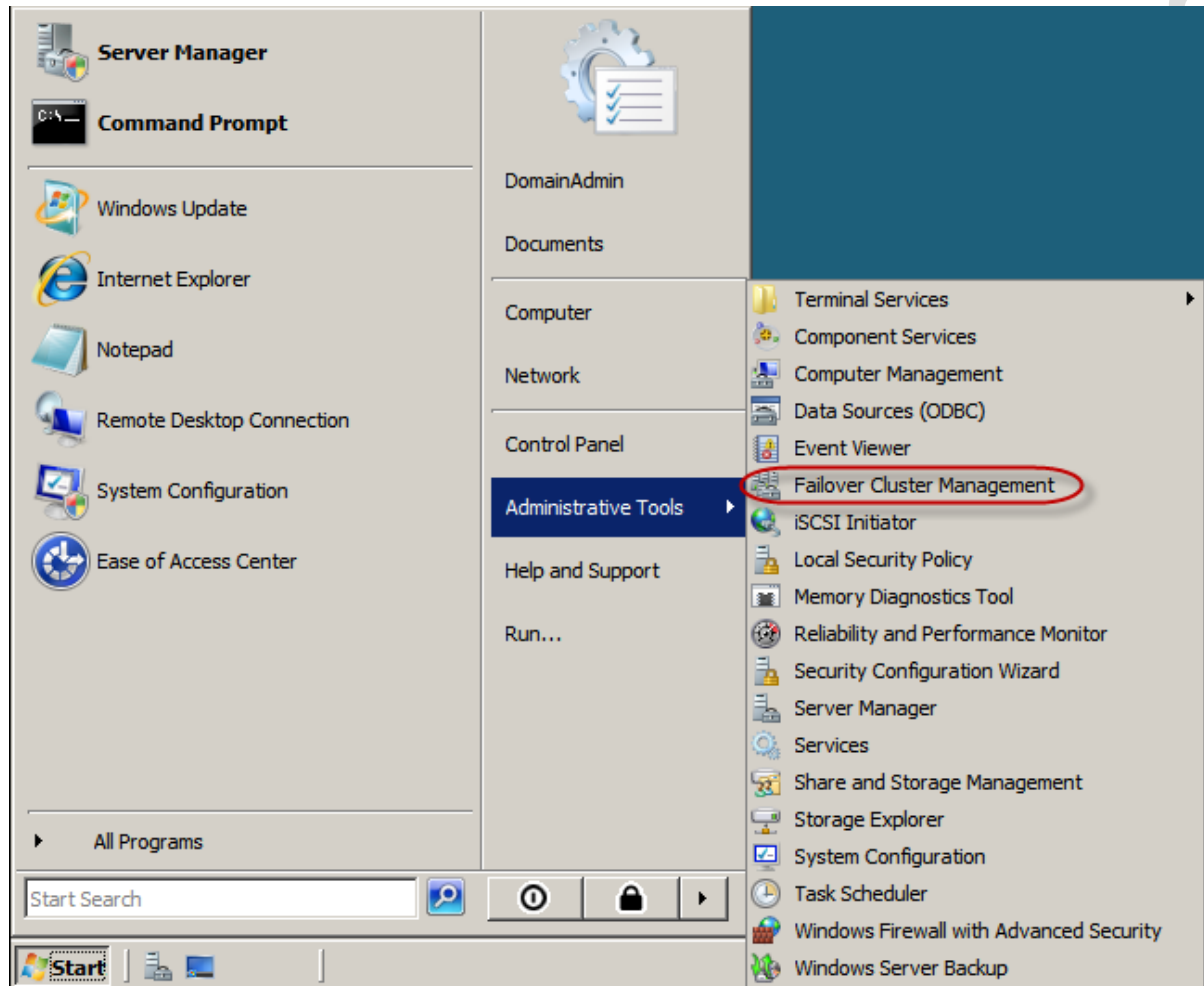 Server Manager
C:\
Command Prompt
Windows Update
Internet Explorer
Notepad
Remote Desktop Connection
System Configuration
Ease of Access Center
All Programs
Start Search
DomainAdmin
Documents
Computer
Network
Control Panel
Administrative Tools
Help and Support
Run...
Terminal Services
Component Services
Computer Management
Data Sources (ODBC)
Event Viewer
Failover Cluster Management
iSCSI Initiator
Local Security Policy
Memory Diagnostics Tool
Reliability and Performance Monitor
Security Configuration Wizard
Server Manager
Services
Share and Storage Management
Storage Explorer
System Configuration
Task Scheduler
Windows Firewall with Advanced Security
Windows Server Backup
Start